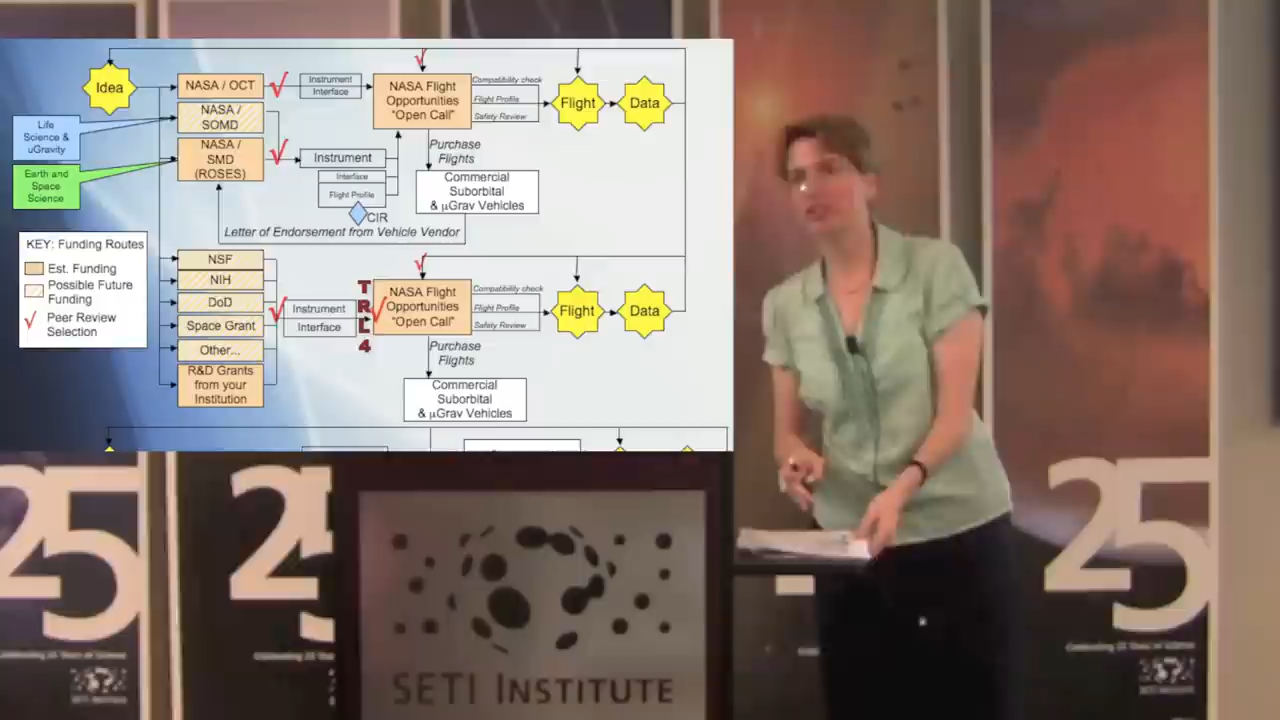 Idea
NASA / OCT
Instrument
Interface
NASA Flight
Opportunities
"Open Call"
Compatibility check
Flight Profile
Safety Review
Flight
Data
Life
Science &
uGravity
NASA /
SOMD
NASA /
SMD
(ROSES)
Earth and
Space
Science
Instrument
Interface
Flight Profile
CIR
Purchase
Flights
Commercial
Suborbital
& μGrav Vehicles
Letter of Endorsement from Vehicle Vendor
KEY: Funding Routes
Est. Funding
Possible Future
Funding
Peer Review
Selection
NSF
NIH
DoD
Space Grant
Other...
R&D Grants
from your
Institution
Instrument
Interface
TRL4
NASA Flight
Opportunities
"Open Call"
Compatibility check
Flight Profile
Safety Review
Flight
Data
Purchase
Flights
Commercial
Suborbital
& μGrav Vehicles
25
25
25
SETI INSTITUTE